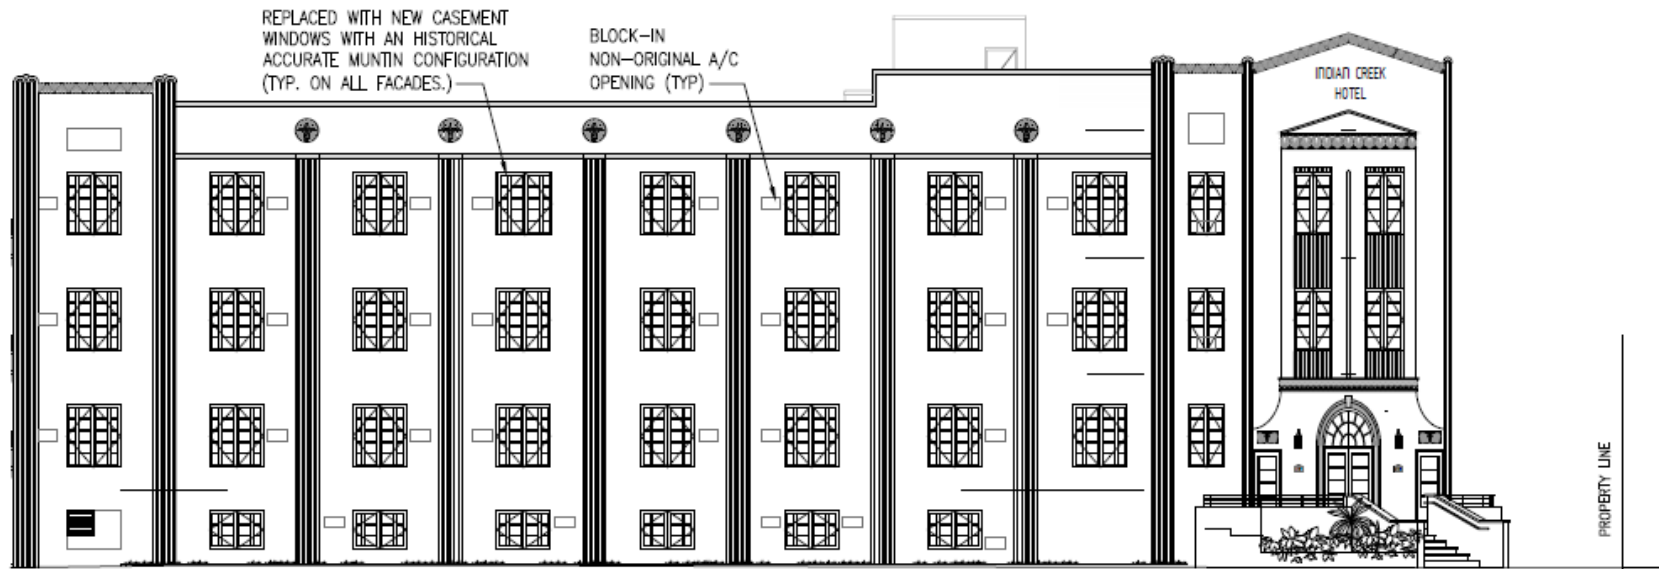 REPLACED WITH NEW CASEMENT
WINDOWS WITH AN HISTORICAL
ACCURATE MUNTIN CONFIGURATION
(TYP. ON ALL FACADES.)
BLOCK-IN
NON-ORIGINAL A/C
OPENING (TYP)
INDIAN CREEK
HOTEL
PROPERTY LINE